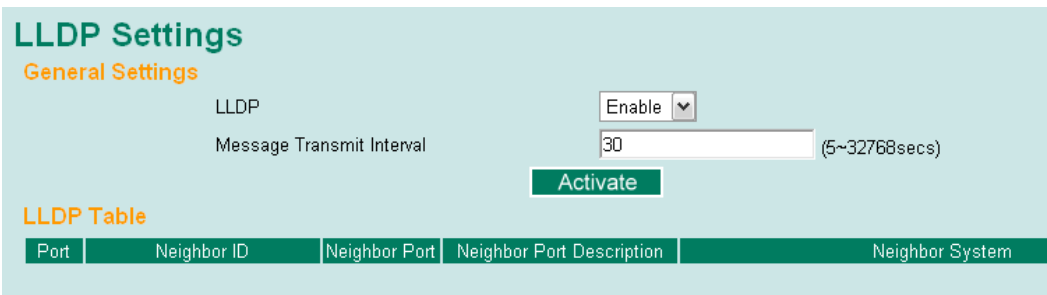 LLDP Settings
General Settings
LLDP Enable
Message Transmit Interval 30 (5~32768secs)
Activate
LLDP Table
Port Neighbor ID Neighbor Port Neighbor Port Description Neighbor System